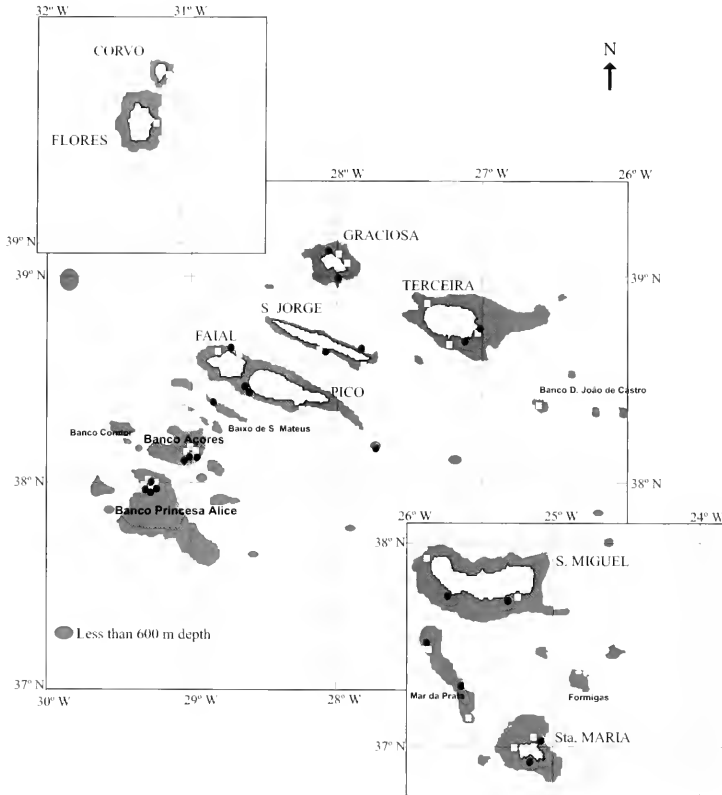 32° W 31° W
CORVO
N
FLORES
28° W 27° W 26° W
39° N
GRACIOSA
39° N
TERCEIRA
S JORGE
FAIAL
PICO
Banco D. João de Castro
Baixo de S Mateus
Banco Condor
Banco Açores
38° N
38° N
Banco Princesa Alice
26° W 25° W 24° W
38° N
S. MIGUEL
Less than 600 m depth
37° N
30° W 29° W 28° W
Mar da Prata
Formigas
Sta. MARIA
37° N